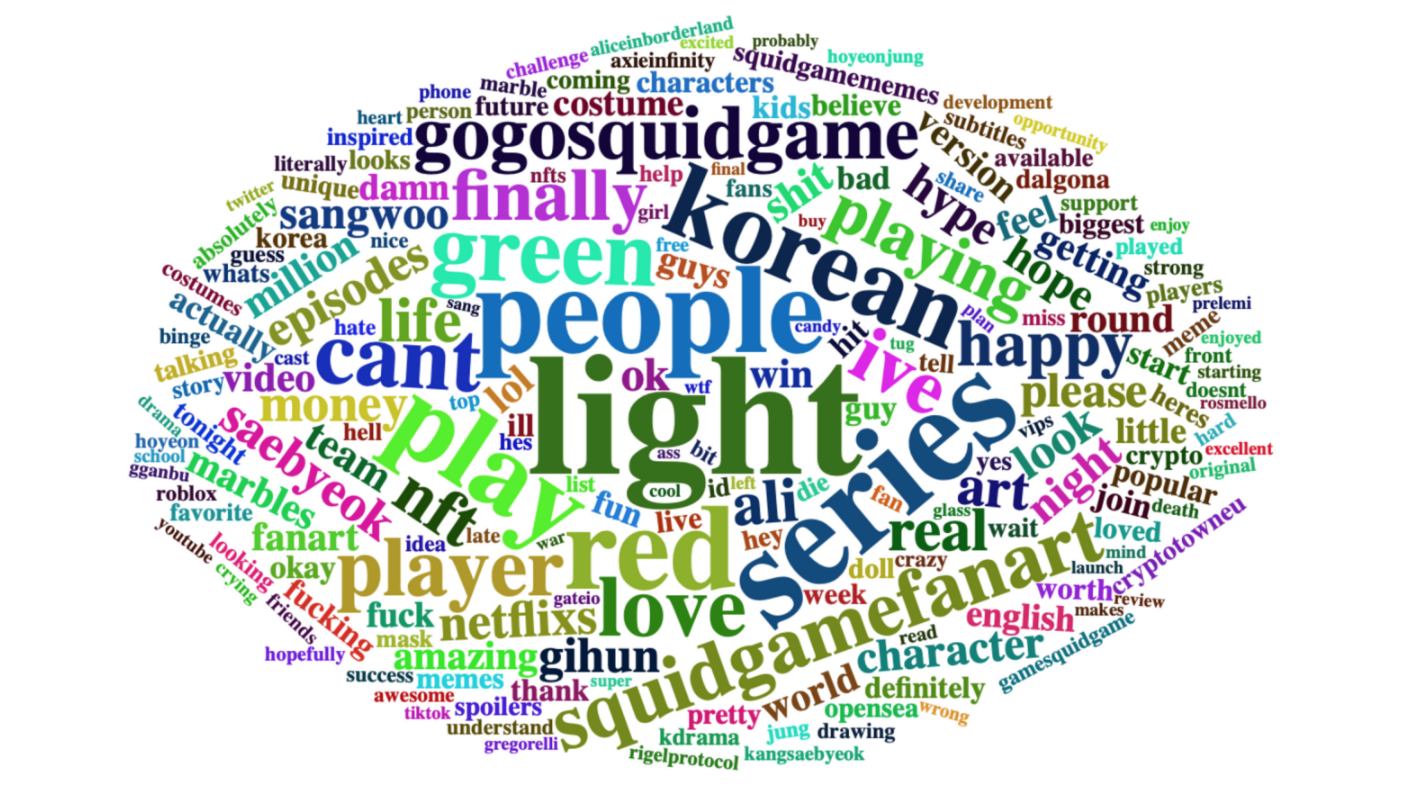 aliceinborderland
excited
probably
hoyeonjung
challenge
axieinfinity
squidgamememes
phone
marble
coming
characters
development
heart
person
future
costume
kids
believe
opportunity
inspired
gogosquidgame
version
subtitles
literally
looks
available
twitter
unique
damn
finally
nfts
help
final
fans
shit
bad
hype
share
dalgona
absolutely
sangwoo
girl
korean
buy
playing
feel
support
biggest
enjoy
korea
nice
green
free
guys
hope
getting
played
guess
whats
million
episodes
strong
costumes
players
actually
life
sang
people
candy
plan
miss
round
prelemi
binge
hate
cant
hit
tug
tell
happy
meme
enjoyed
talking
cast
ok
wtf
win
ive
start
front
starting
story
video
top
lol
light
guy
please
doesnt
heres
rosmello
drama
tonight
money
play
ill
series
vips
look
little
hard
hoyeon
saebyeok
hell
hes
ass
bit
yes
crypto
excellent
school
team
gganbu
marbles
nft
list
cool
id
left
die
fan
art
night
popular
original
roblox
favorite
fun
live
ali
glass
real
wait
join
death
youtube
fanart
idea
late
war
red
hey
crazy
loved
mind
cryptotowneu
looking
okay
player
doll
launch
crying
fucking
gateio
love
week
squidgamefanart
worth
review
friends
fuck
netflixs
english
makes
mask
read
hopefully
amazing
gihun
character
gamesquidgame
success
memes
super
world
definitely
awesome
thank
tiktok
spoilers
pretty
opensea
wrong
understand
gregorelli
kdrama
jung
drawing
rigelprotocol
kangsaebyeok